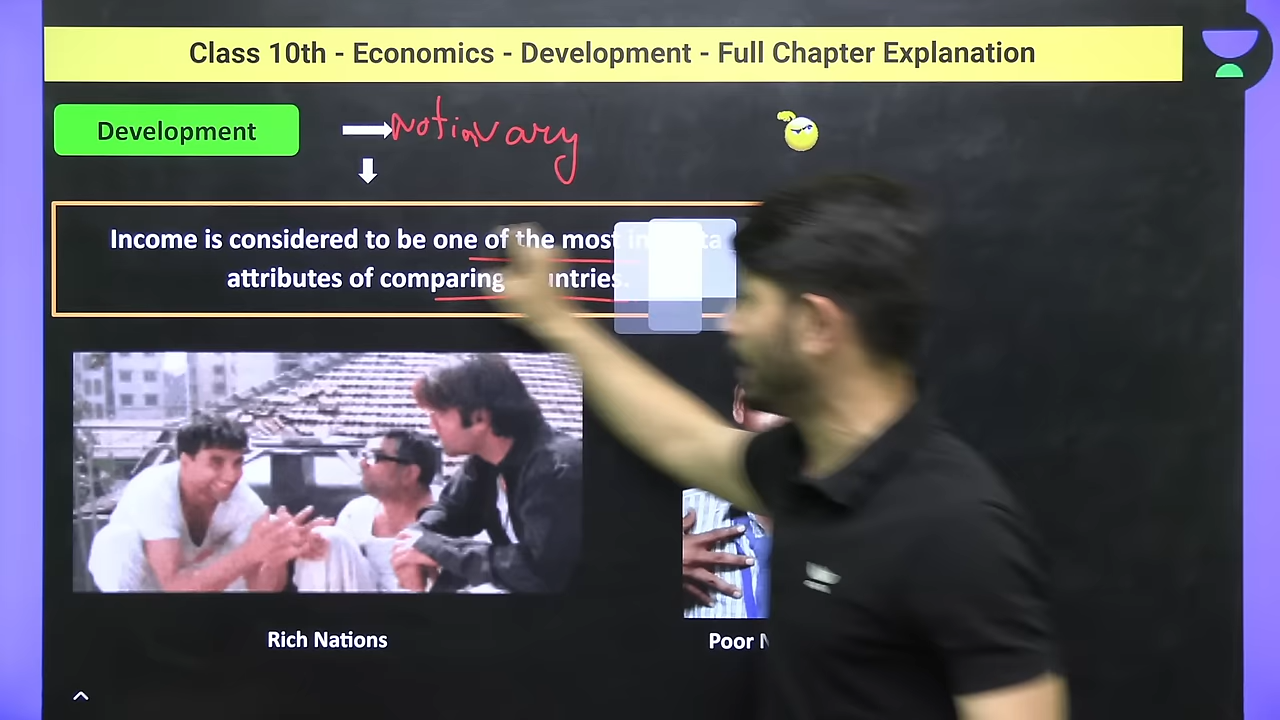 Class 10th - Economics - Development - Full Chapter Explanation
Development
Income is considered to be one of the most
attributes of comparing countries.
Rich Nations
Poor